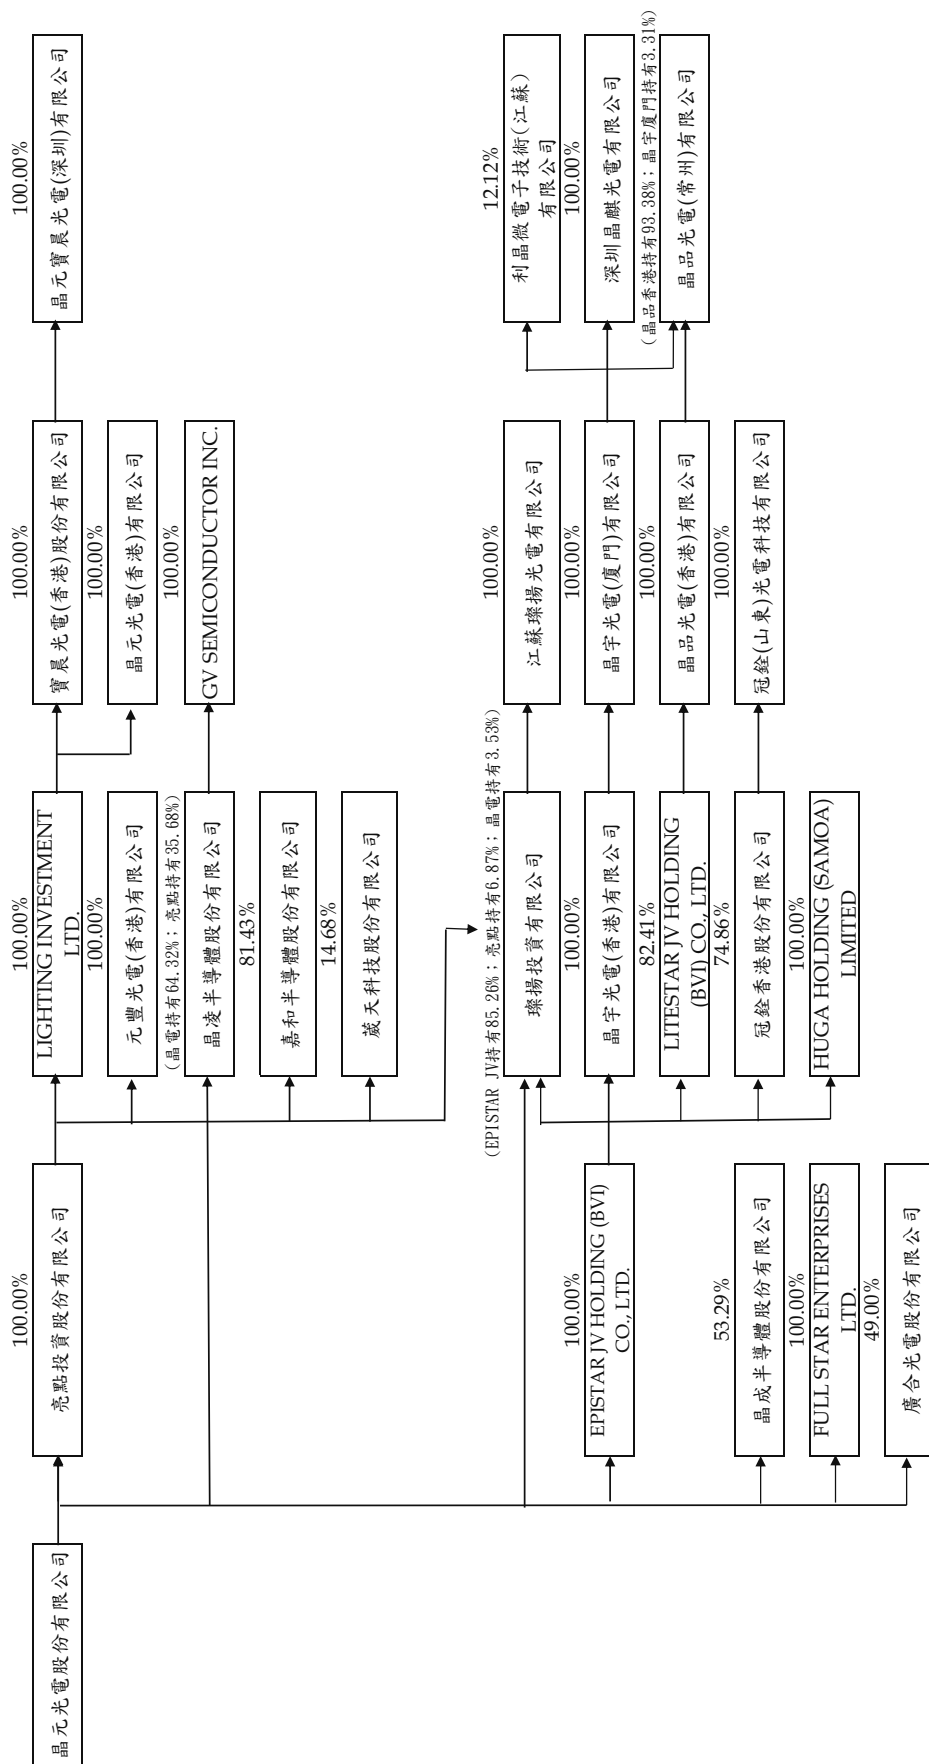 晶元光電股份有限公司
100.00%
亮點投資股份有限公司
100.00%
EPISTAR JV HOLDING (BVI)
CO., LTD.
53.29%
晶成半導體股份有限公司
100.00%
FULL STAR ENTERPRISES
LTD.
49.00%
廣合光電股份有限公司
100.00%
LIGHTING INVESTMENT
LTD.
100.00%
元豐光電(香港)有限公司
(晶電持有64.32%；亮點持有35.68%)
晶凌半導體股份有限公司
81.43%
嘉和半導體股份有限公司
14.68%
葳天科技股份有限公司
(EPISTAR JV持有85.26%；亮點持有6.87%；晶電持有3.53%)
璨揚投資有限公司
100.00%
晶宇光電(香港)有限公司
82.41%
LITESTAR JV HOLDING
(BVI) CO., LTD.
74.86%
冠銓香港股份有限公司
100.00%
HUGA HOLDING (SAMOA)
LIMITED
100.00%
寶晨光電(香港)股份有限公司
100.00%
晶元光電(香港)有限公司
100.00%
GV SEMICONDUCTOR INC.
100.00%
江蘇璨揚光電有限公司
100.00%
晶宇光電(廈門)有限公司
100.00%
晶品光電(香港)有限公司
100.00%
冠銓(山東)光電科技有限公司
100.00%
晶元寶晨光電(深圳)有限公司
12.12%
利晶微電子技術(江蘇)
有限公司
100.00%
深圳晶麒光電有限公司
(晶品香港持有93.38%；晶宇廈門持有3.31%)
晶品光電(常州)有限公司